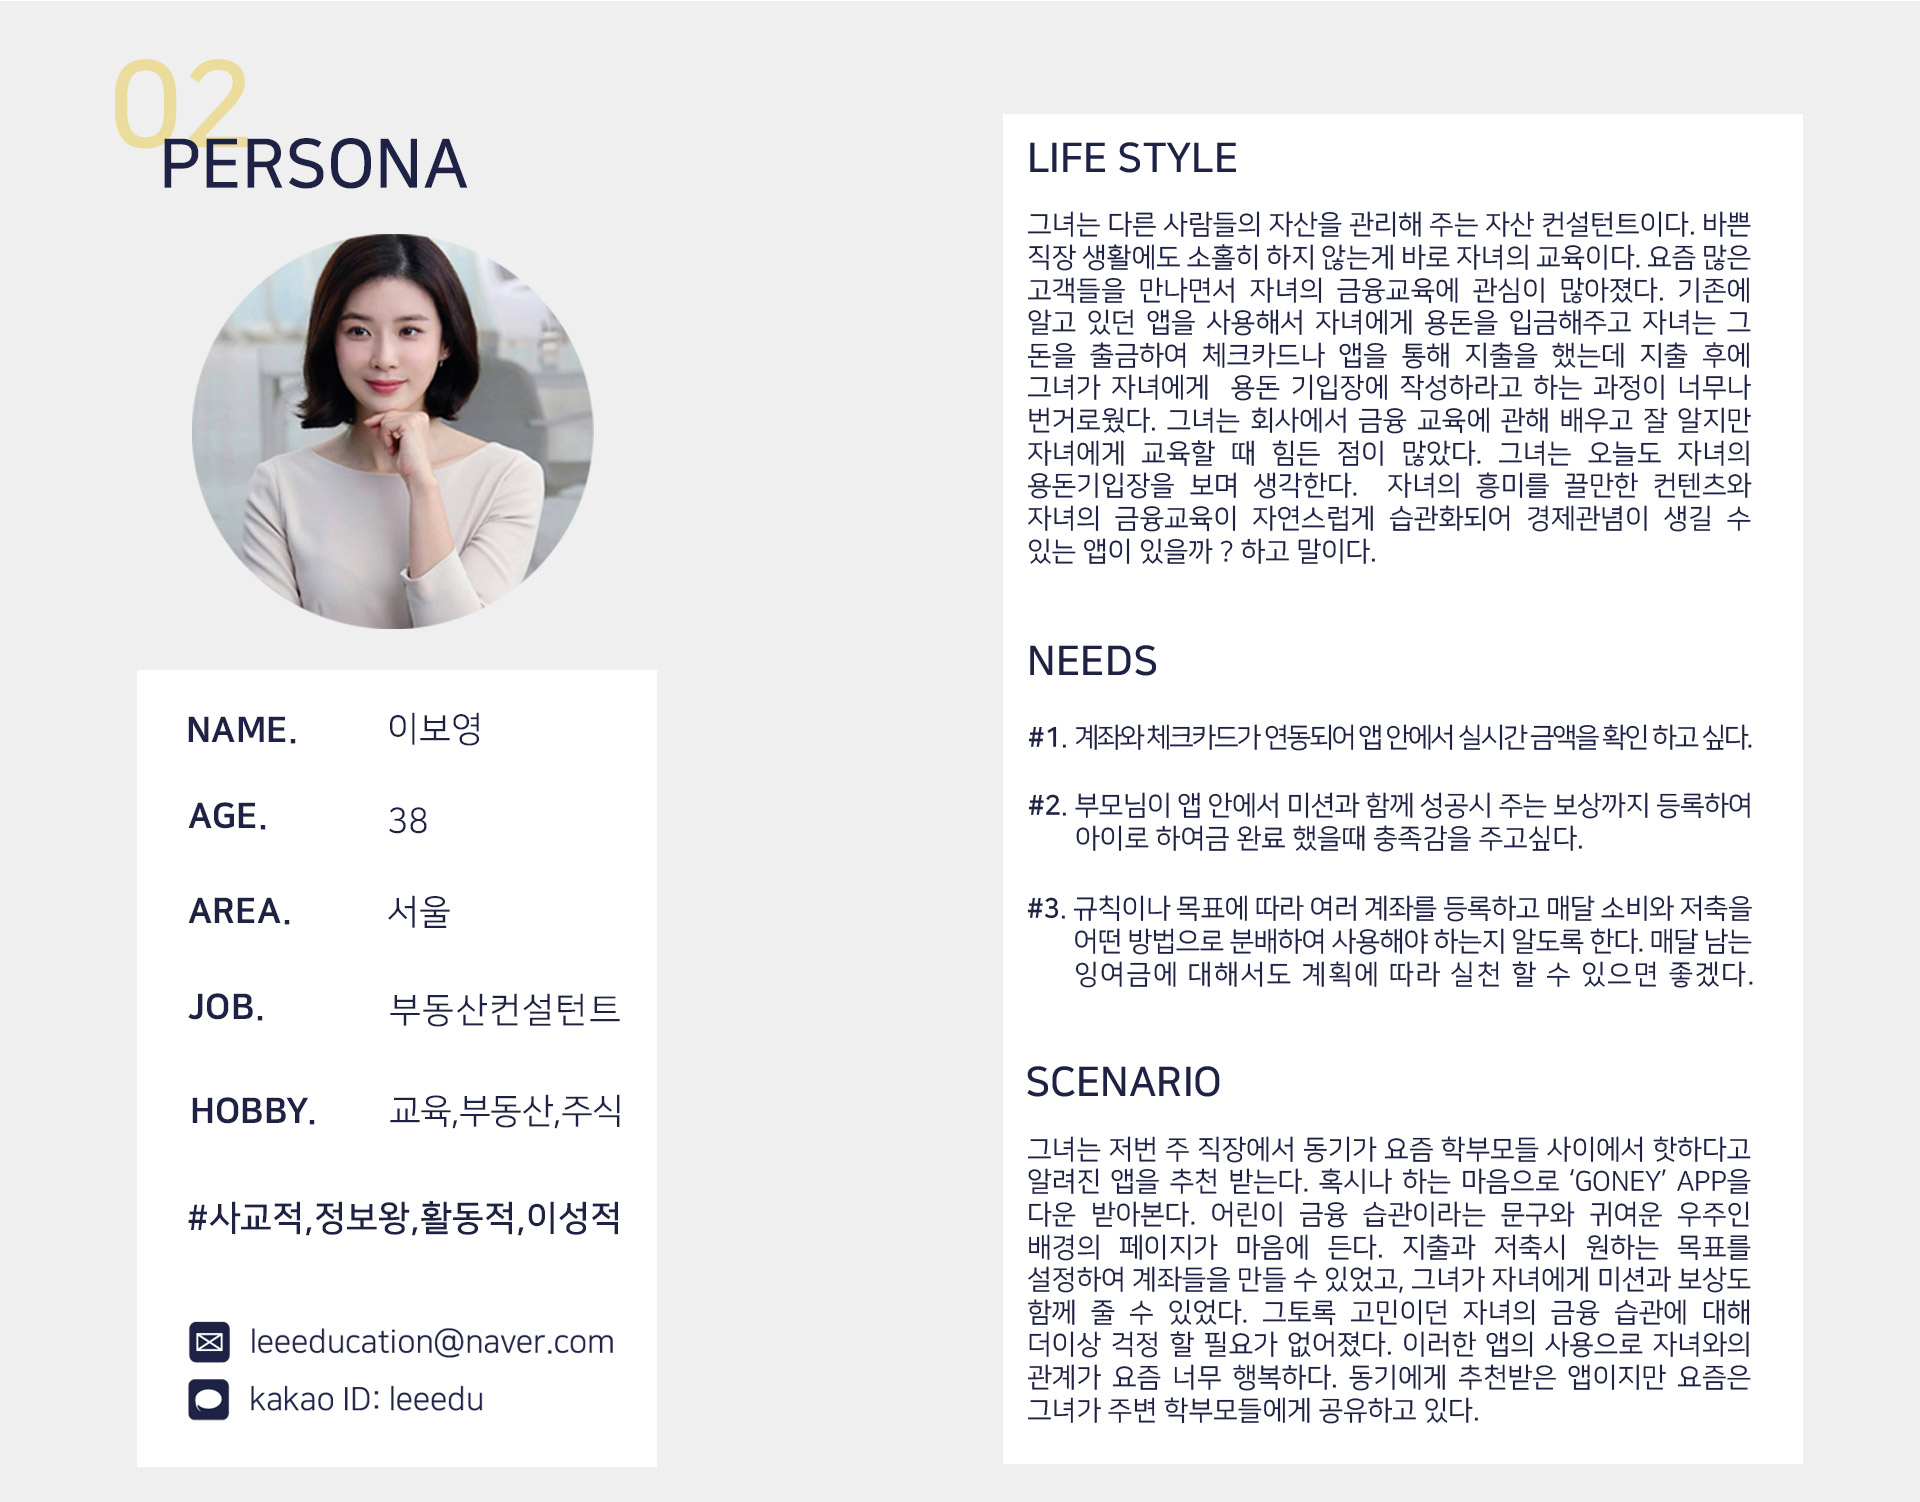 02
PERSONA
NAME. 이보영
AGE. 38
AREA. 서울
JOB. 부동산컨설턴트
HOBBY. 교육,부동산,주식
#사교적,정보왕,활동적,이성적
leeeducation@naver.com
kakao ID: leeedu
LIFE STYLE
그녀는 다른 사람들의 자산을 관리해 주는 자산 컨설턴트이다. 바쁜
직장 생활에도 소홀히 하지 않는게 바로 자녀의 교육이다. 요즘 많은
고객들을 만나면서 자녀의 금융교육에 관심이 많아졌다. 기존에
알고 있던 앱을 사용해서 자녀에게 용돈을 입금해주고 자녀는 그
돈을 출금하여 체크카드나 앱을 통해 지출을 했는데 지출 후에
그녀가 자녀에게 용돈 기입장에 작성하라고 하는 과정이 너무나
번거로웠다. 그녀는 회사에서 금융 교육에 관해 배우고 잘 알지만
자녀에게 교육할 때 힘든 점이 많았다. 그녀는 오늘도 자녀의
용돈기입장을 보며 생각한다. 자녀의 흥미를 끌만한 컨텐츠와
자녀의 금융교육이 자연스럽게 습관화되어 경제관념이 생길 수
있는 앱이 있을까 ? 하고 말이다.
NEEDS
#1. 계좌와 체크카드가 연동되어 앱 안에서 실시간 금액을 확인 하고 싶다.
#2. 부모님이 앱 안에서 미션과 함께 성공시 주는 보상까지 등록하여
아이로 하여금 완료 했을때 충족감을 주고싶다.
#3. 규칙이나 목표에 따라 여러 계좌를 등록하고 매달 소비와 저축을
어떤 방법으로 분배하여 사용해야 하는지 알도록 한다. 매달 남는
잉여금에 대해서도 계획에 따라 실천 할 수 있으면 좋겠다.
SCENARIO
그녀는 저번 주 직장에서 동기가 요즘 학부모들 사이에서 핫하다고
알려진 앱을 추천 받는다. 혹시나 하는 마음으로 ‘GONEY’ APP을
다운 받아본다. 어린이 금융 습관이라는 문구와 귀여운 우주인
배경의 페이지가 마음에 든다. 지출과 저축시 원하는 목표를
설정하여 계좌들을 만들 수 있었고, 그녀가 자녀에게 미션과 보상도
함께 줄 수 있었다. 그토록 고민이던 자녀의 금융 습관에 대해
더이상 걱정 할 필요가 없어졌다. 이러한 앱의 사용으로 자녀와의
관계가 요즘 너무 행복하다. 동기에게 추천받은 앱이지만 요즘은
그녀가 주변 학부모들에게 공유하고 있다.